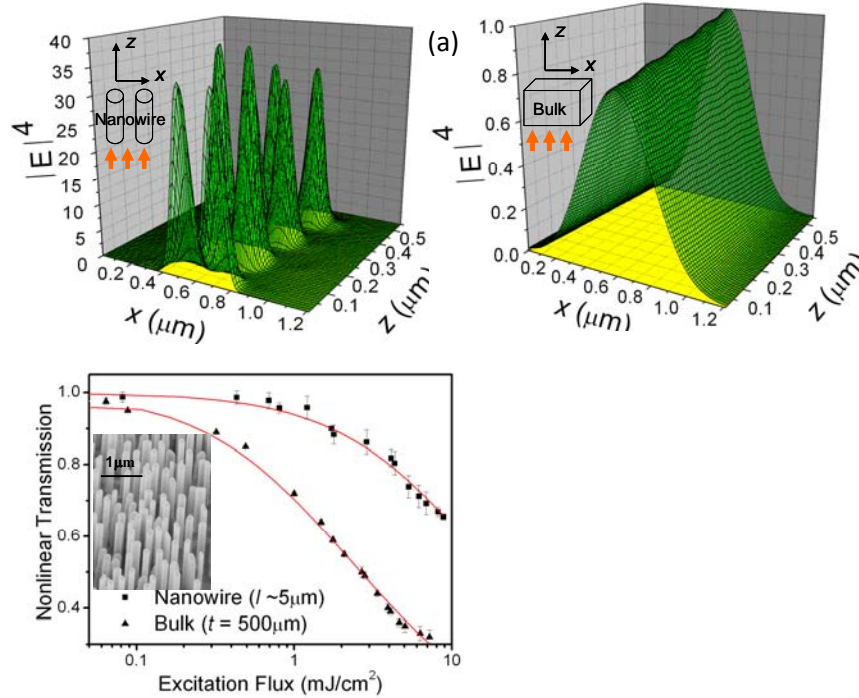 (a)
|E|^4
40
35
30
25
20
15
10
5
0
z
x
Nanowire
0.2
0.4
0.6
0.8
1.0
1.2
x (μm)
0.1
0.2
0.3
0.4
0.5
z (μm)
|E|^4
1.0
0.8
0.6
0.4
0.2
0.0
z
x
Bulk
0.2
0.4
0.6
0.8
1.0
1.2
x (μm)
0.1
0.2
0.3
0.4
0.5
z (μm)
Nonlinear Transmission
1.0
0.8
0.6
0.4
1μm
Nanowire (l ~5μm)
Bulk (t = 500μm)
0.1
1
10
Excitation Flux (mJ/cm²)